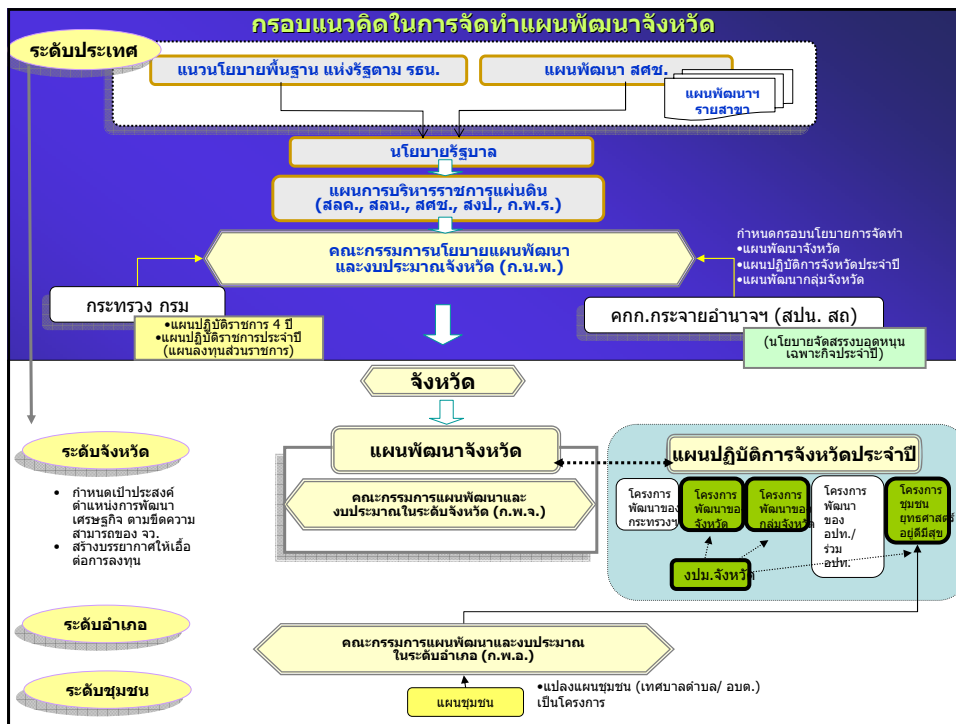 กรอบแนวคิดในการจัดทำแผนพัฒนาจังหวัด
ระดับประเทศ
แนวนโยบายพื้นฐาน แห่งรัฐตาม รธน.
แผนพัฒนา สศช.
แผนพัฒนาฯ
รายสาขา
นโยบายรัฐบาล
แผนการบริหารราชการแผ่นดิน
(สลค., สลน., สศช., สงป., ก.พ.ร.)
คณะกรรมการนโยบายแผนพัฒนา
และงบประมาณจังหวัด (ก.น.พ.)
กำหนดกรอบนโยบายการจัดทำ
•แผนพัฒนาจังหวัด
•แผนปฏิบัติการจังหวัดประจำปี
•แผนพัฒนากลุ่มจังหวัด
กระทรวง กรม
•แผนปฏิบัติราชการ 4 ปี
•แผนปฏิบัติราชการประจำปี
(แผนลงทุนส่วนราชการ)
คกก.กระจายอำนาจฯ (สปน. สถ)
(นโยบายจัดสรรงบอุดหนุน
เฉพาะกิจประจำปี)
จังหวัด
ระดับจังหวัด
• กำหนดเป้าประสงค์
ตำแหน่งการพัฒนา
เศรษฐกิจ ตามขีดความ
สามารถของ จว.
• สร้างบรรยากาศให้เอื้อ
ต่อการลงทุน
แผนพัฒนาจังหวัด
คณะกรรมการแผนพัฒนาและ
งบประมาณในระดับจังหวัด (ก.พ.จ.)
แผนปฏิบัติการจังหวัดประจำปี
โครงการ
พัฒนาของ
กระทรวงฯ
โครงการ
พัฒนาของ
จังหวัด
โครงการ
พัฒนาของ
กลุ่มจังหวัด
โครงการ
พัฒนา
ของ
อปท./
ร่วม
อปท.
โครงการ
ชุมชน
ยุทธศาสตร์
อยู่ดีมีสุข
งปม.จังหวัด
ระดับอำเภอ
คณะกรรมการแผนพัฒนาและงบประมาณ
ในระดับอำเภอ (ก.พ.อ.)
ระดับชุมชน
แผนชุมชน
•แปลงแผนชุมชน (เทศบาลตำบล/ อบต.)
เป็นโครงการ